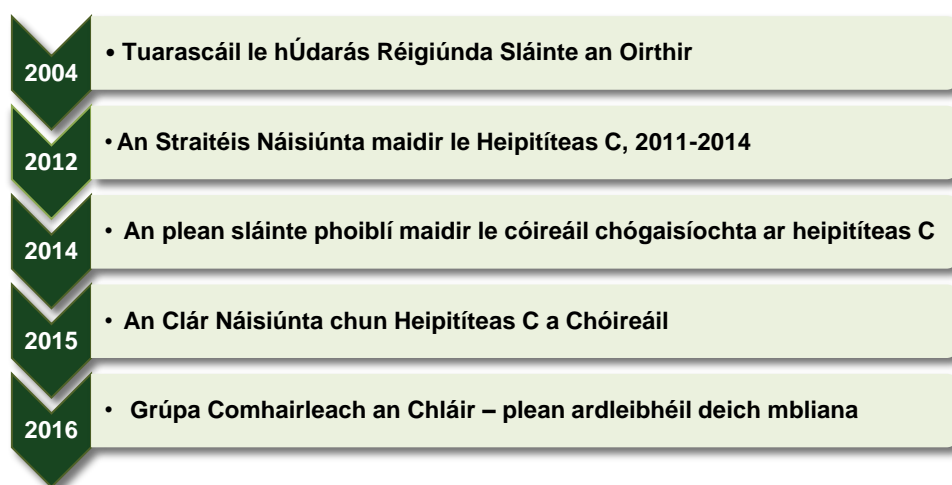 2004
• Tuarascáil le hÚdarás Réigiúnda Sláinte an Oirthir
2012
• An Straitéis Náisiúnta maidir le Heipitíteas C, 2011-2014
2014
• An plean sláinte phoiblí maidir le cóireáil chógaisíochta ar heipitíteas C
2015
• An Clár Náisiúnta chun Heipitíteas C a Chóireáil
2016
• Grúpa Comhairleach an Chláir – plean ardleibhéil deich mbliana